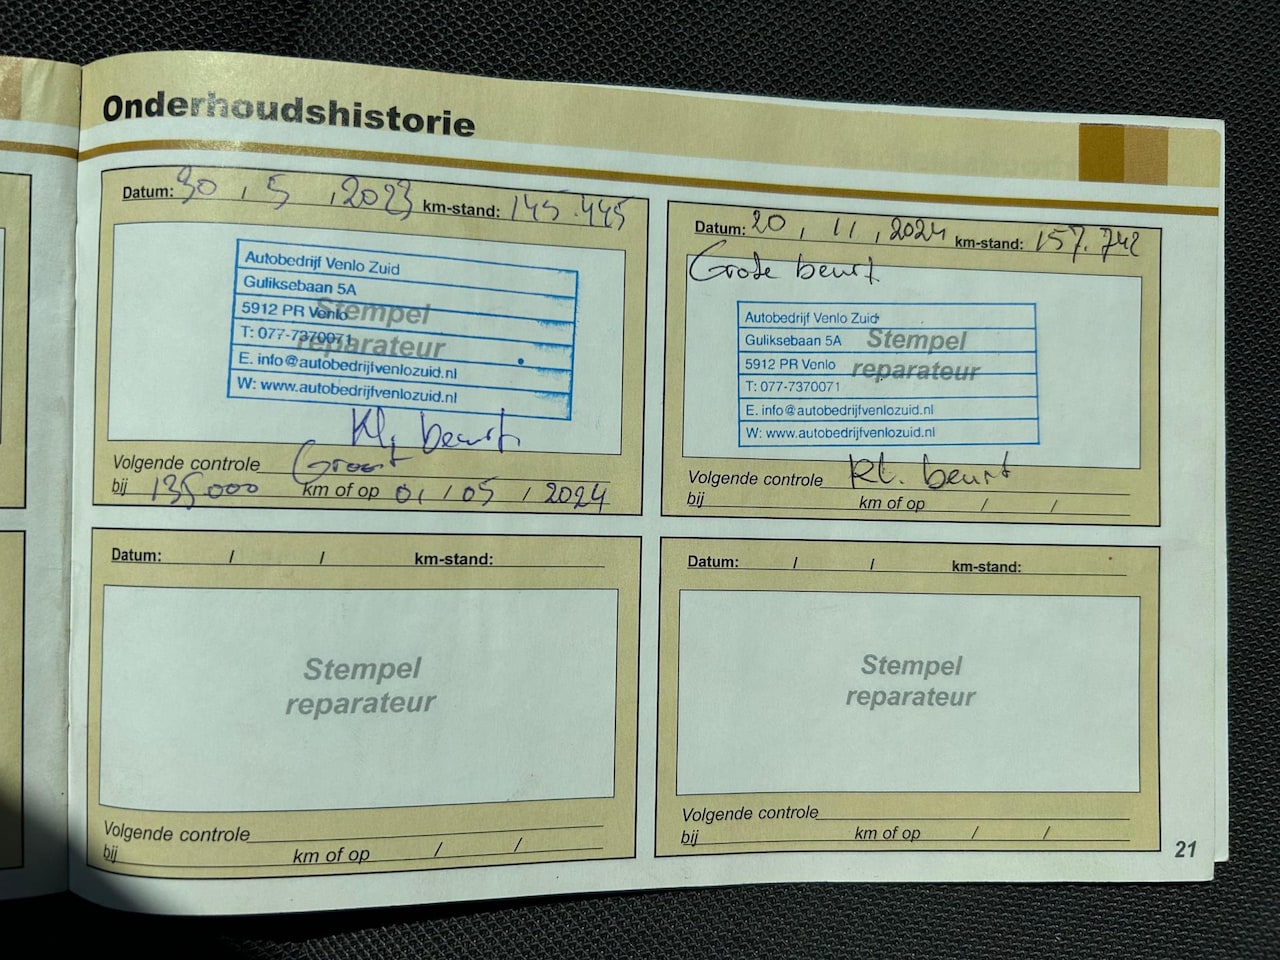 Onderhoudshistorie
Datum: 30 , 5 , 2023 km-stand: 145.445
Autobedrijf Venlo Zuid
Guliksebaan 5A
5912 PR Venlo
T: 077-7370071
E. info@autobedrijfvenlozuid.nl
W: www.autobedrijfvenlozuid.nl
Stempel
reparateur
Kl. beurt
Volgende controle Groot
bij 135000 km of op 01 / 05 / 2024
Datum: 20 , 11 , 2024 km-stand: 157.742
Grote beurt
Autobedrijf Venlo Zuid
Guliksebaan 5A
5912 PR Venlo
T: 077-7370071
E. info@autobedrijfvenlozuid.nl
W: www.autobedrijfvenlozuid.nl
Stempel
reparateur
Volgende controle Kl. beurt
bij km of op / /
Datum: / / km-stand:
Stempel
reparateur
Volgende controle
bij km of op / /
Datum: / / km-stand:
Stempel
reparateur
Volgende controle
bij km of op / /
21